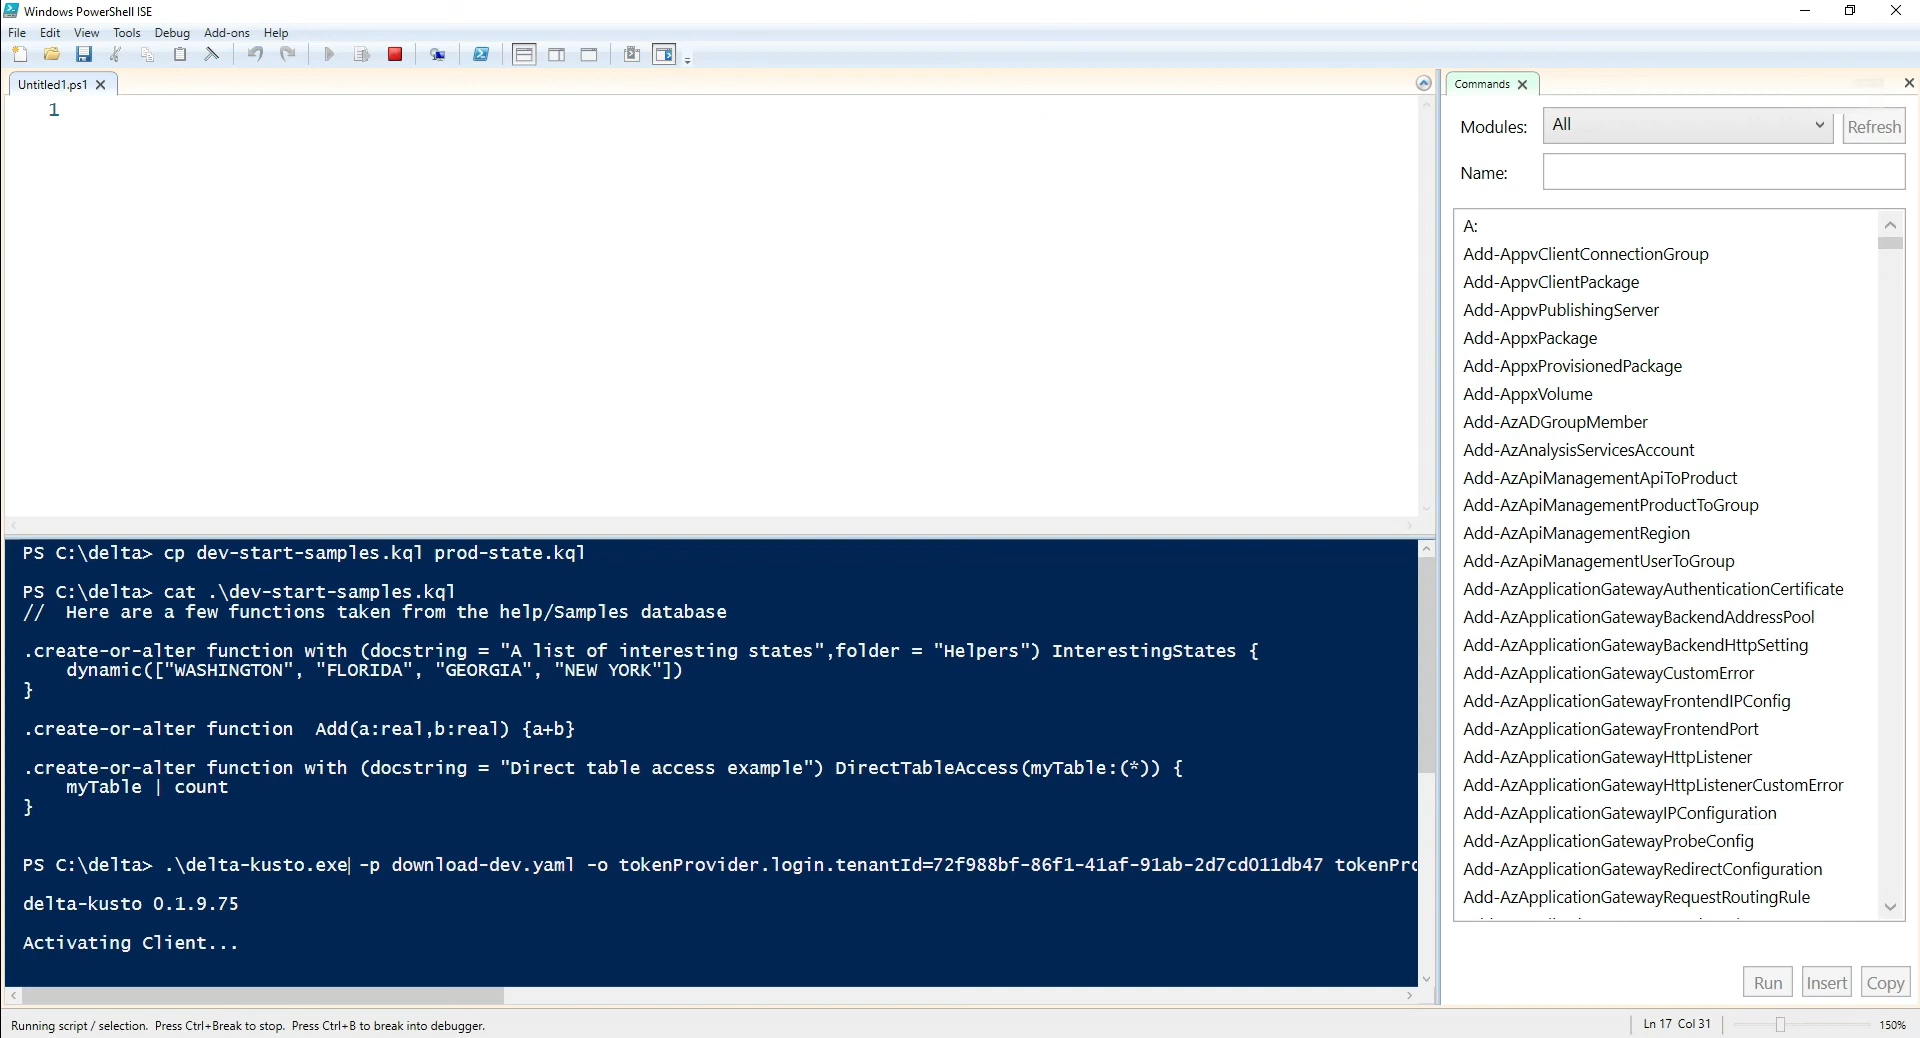 Windows PowerShell ISE
File Edit View Tools Debug Add-ons Help
Untitled1.ps1
1
PS C:\delta> cp dev-start-samples.kql prod-state.kql
PS C:\delta> cat .\dev-start-samples.kql
//  Here are a few functions taken from the help/Samples database
.create-or-alter function with (docstring = "A list of interesting states",folder = "Helpers") InterestingStates {
    dynamic(["WASHINGTON", "FLORIDA", "GEORGIA", "NEW YORK"])
}
.create-or-alter function  Add(a:real,b:real) {a+b}
.create-or-alter function with (docstring = "Direct table access example") DirectTableAccess(myTable:(*)) {
    myTable | count
}
PS C:\delta> .\delta-kusto.exe -p download-dev.yaml -o tokenProvider.login.tenantId=72f988bf-86f1-41af-91ab-2d7cd011db47 tokenPrc
delta-kusto 0.1.9.75
Activating Client...
Commands
Modules: All Refresh
Name:
A:
Add-AppvClientConnectionGroup
Add-AppvClientPackage
Add-AppvPublishingServer
Add-AppxPackage
Add-AppxProvisionedPackage
Add-AppxVolume
Add-AzADGroupMember
Add-AzAnalysisServicesAccount
Add-AzApiManagementApiToProduct
Add-AzApiManagementProductToGroup
Add-AzApiManagementRegion
Add-AzApiManagementUserToGroup
Add-AzApplicationGatewayAuthenticationCertificate
Add-AzApplicationGatewayBackendAddressPool
Add-AzApplicationGatewayBackendHttpSetting
Add-AzApplicationGatewayCustomError
Add-AzApplicationGatewayFrontendIPConfig
Add-AzApplicationGatewayFrontendPort
Add-AzApplicationGatewayHttpListener
Add-AzApplicationGatewayHttpListenerCustomError
Add-AzApplicationGatewayIPConfiguration
Add-AzApplicationGatewayProbeConfig
Add-AzApplicationGatewayRedirectConfiguration
Add-AzApplicationGatewayRequestRoutingRule
Run Insert Copy
Running script / selection. Press Ctrl+Break to stop. Press Ctrl+B to break into debugger.
Ln 17 Col 31
150%